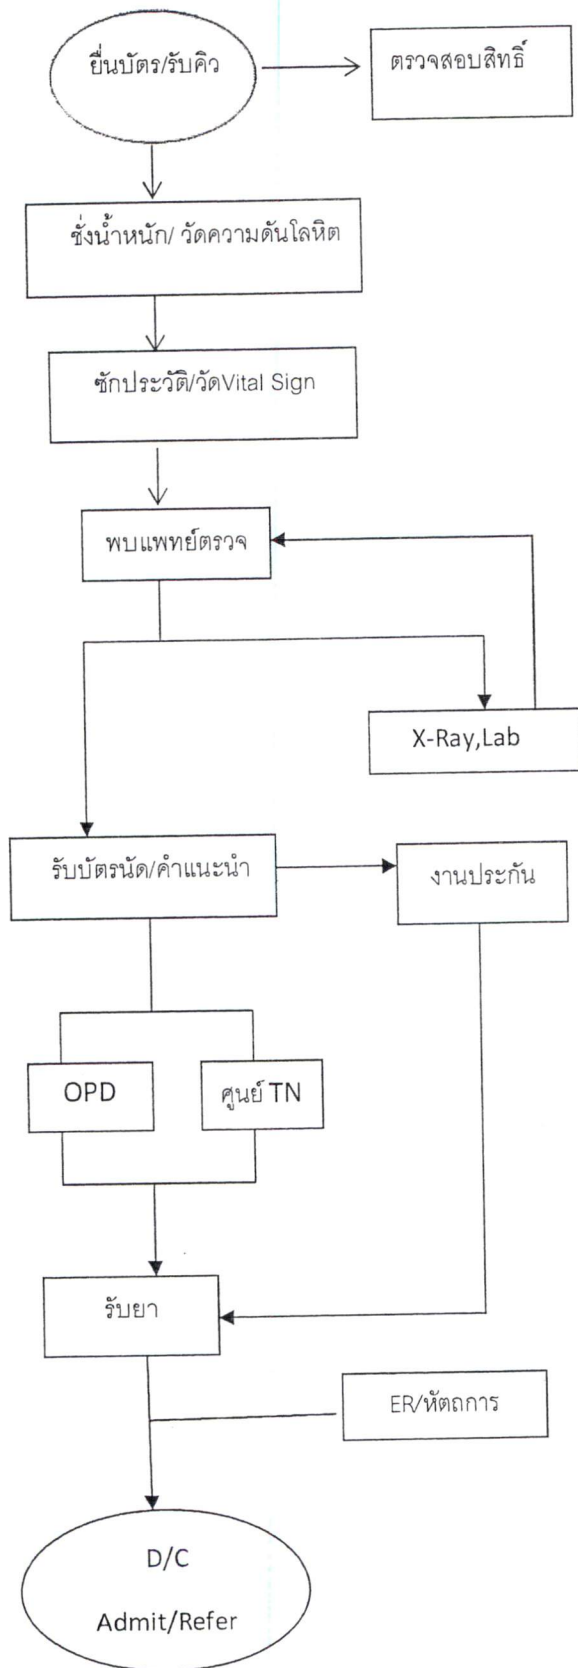 ยื่นบัตร/รับคิว
ตรวจสอบสิทธิ์
ชั่งน้ำหนัก/ วัดความดันโลหิต
ซักประวัติ/วัดVital Sign
พบแพทย์ตรวจ
X-Ray,Lab
รับบัตรนัด/คำแนะนำ
งานประกัน
OPD
ศูนย์ TN
รับยา
ER/หัตถการ
D/C
Admit/Refer